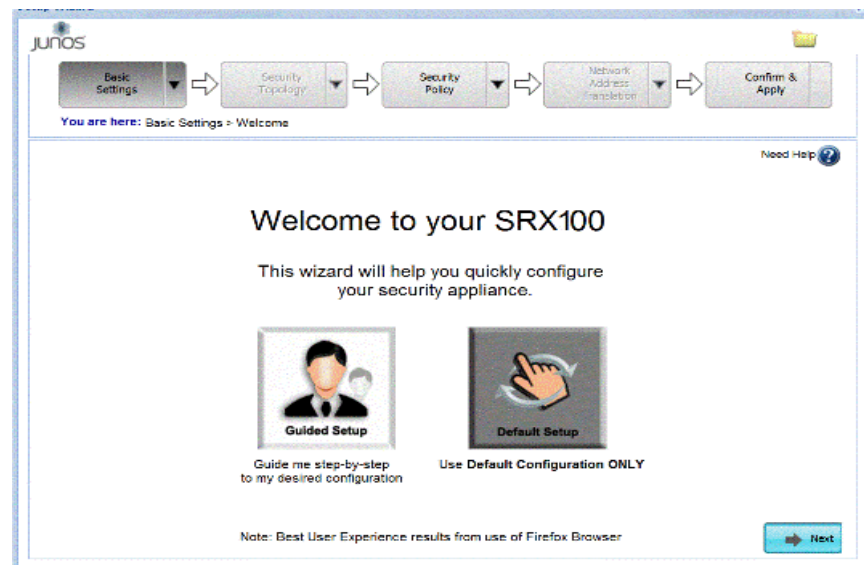 JUNOS
Basic
Settings
Security
Topology
Security
Policy
Network
Address
Translation
Confirm &
Apply
You are here: Basic Settings > Welcome
Need Help
Welcome to your SRX100
This wizard will help you quickly configure
your security appliance.
Guided Setup
Default Setup
Guide me step-by-step
to my desired configuration
Use Default Configuration ONLY
Note: Best User Experience results from use of Firefox Browser
Next